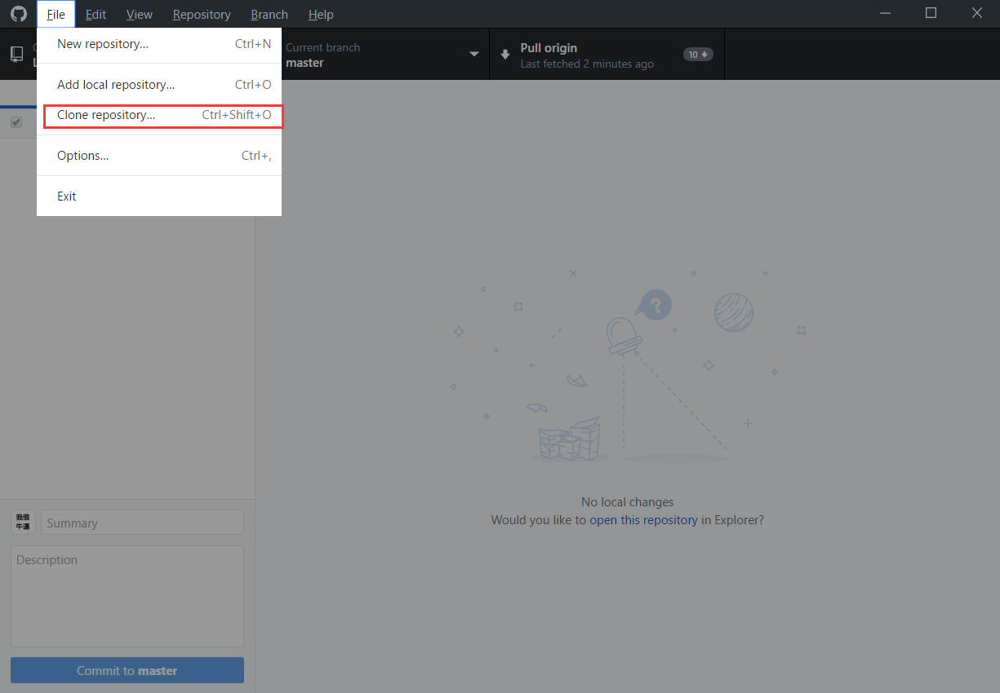 File Edit View Repository Branch Help
New repository... Ctrl+N
Add local repository... Ctrl+O
Clone repository... Ctrl+Shift+O
Options... Ctrl+,
Exit
Current branch
master
Pull origin
Last fetched 2 minutes ago
10
?
No local changes
Would you like to open this repository in Explorer?
我很
牛逼
Summary
Description
Commit to master